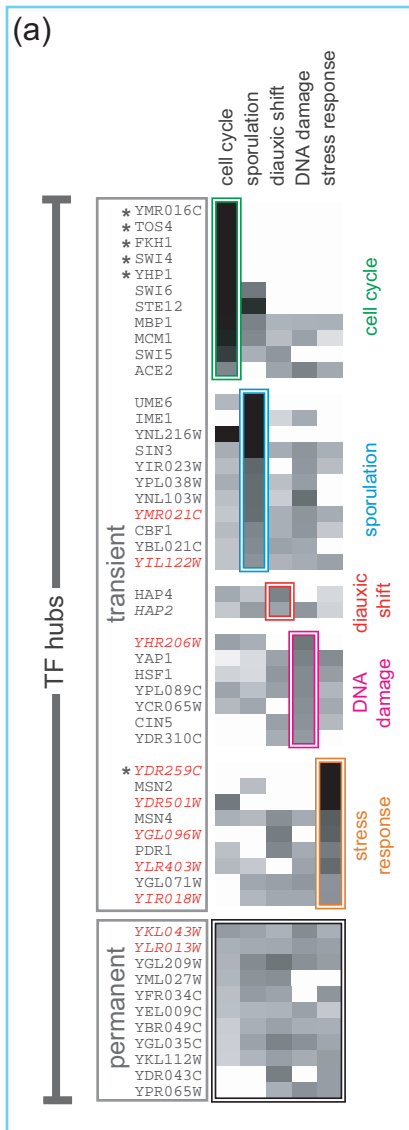 (a)
cell cycle
sporulation
diauxic shift
DNA damage
stress response
TF hubs
transient
* YMR016C
* TOS4
* FKH1
* SWI4
* YHP1
SWI6
STE12
MBP1
MCM1
SWI5
ACE2
cell cycle
UME6
IME1
YNL216W
SIN3
YIR023W
YPL038W
YNL103W
YMR021C
CBF1
YBL021C
YIL122W
sporulation
HAP4
HAP2
diauxic
shift
YHR206W
YAP1
HSF1
YPL089C
YCR065W
CIN5
YDR310C
DNA
damage
* YDR259C
MSN2
YDR501W
MSN4
YGL096W
PDR1
YLR403W
YGL071W
YIR018W
stress
response
permanent
YKL043W
YLR013W
YGL209W
YML027W
YFR034C
YEL009C
YBR049C
YGL035C
YKL112W
YDR043C
YPR065W